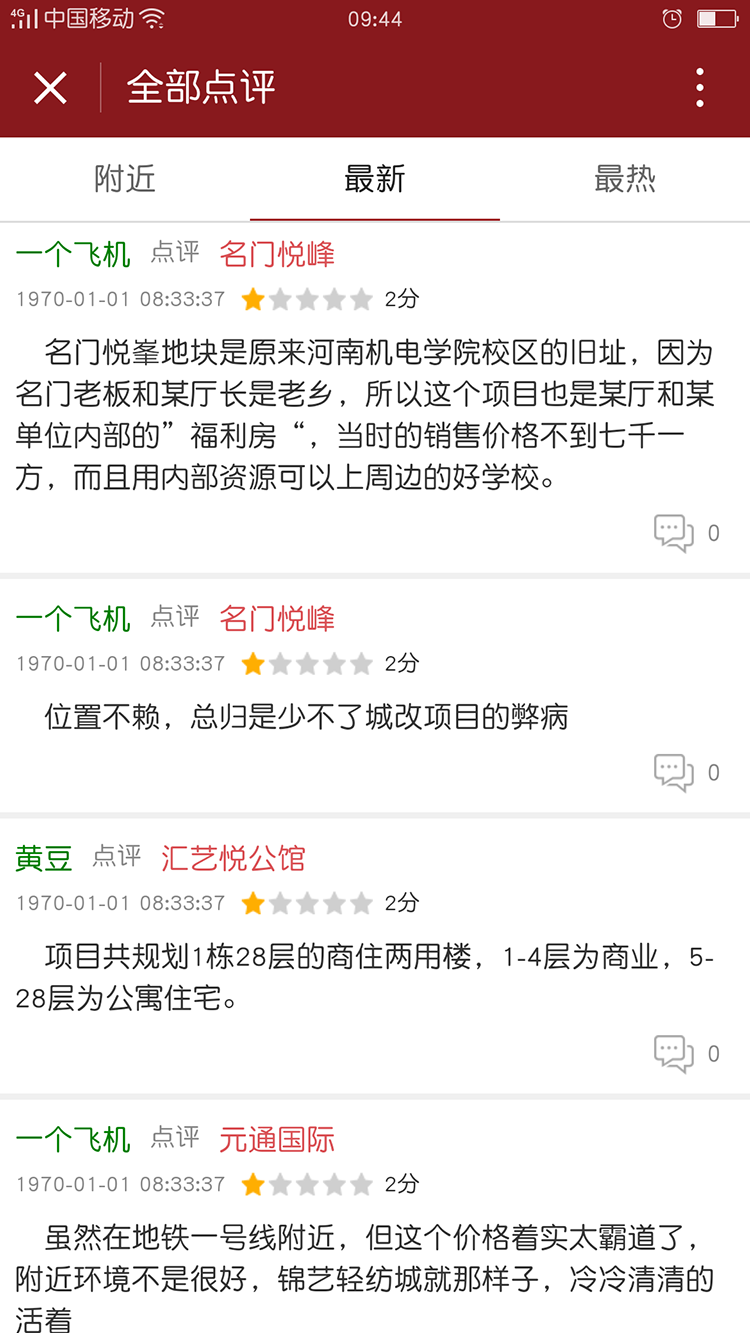 4G 中国移动 09:44
全部点评
附近 最新 最热
一个飞机 点评 名门悦峰
1970-01-01 08:33:37 2分
名门悦峯地块是原来河南机电学院校区的旧址，因为
名门老板和某厅长是老乡，所以这个项目也是某厅和某
单位内部的”福利房“，当时的销售价格不到七千一
方，而且用内部资源可以上周边的好学校。
0
一个飞机 点评 名门悦峰
1970-01-01 08:33:37 2分
位置不赖，总归是少不了城改项目的弊病
0
黄豆 点评 汇艺悦公馆
1970-01-01 08:33:37 2分
项目共规划1栋28层的商住两用楼，1-4层为商业，5-
28层为公寓住宅。
0
一个飞机 点评 元通国际
1970-01-01 08:33:37 2分
虽然在地铁一号线附近，但这个价格着实太霸道了，
附近环境不是很好，锦艺轻纺城就那样子，冷冷清清的
活着